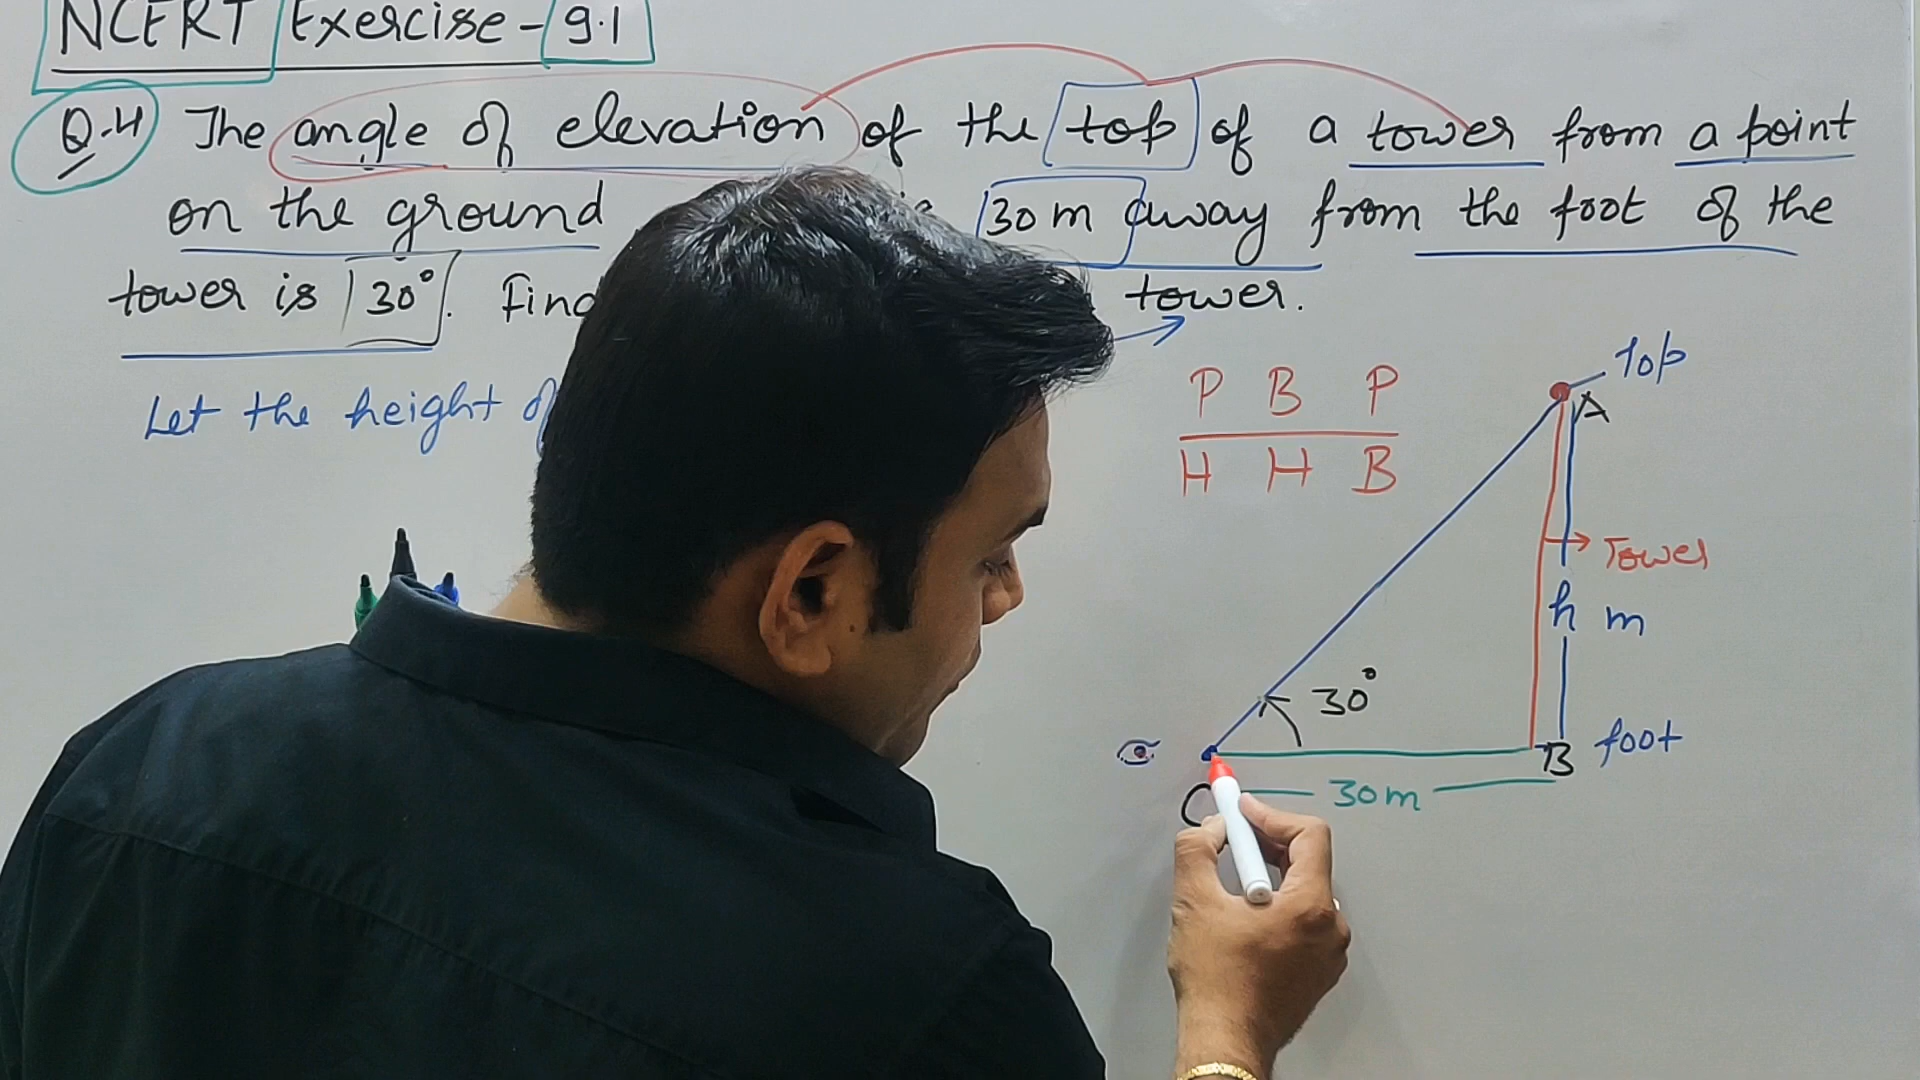 NCERT Exercise-9.1
Q.4 The angle of elevation of the top of a tower from a point
on the ground 30m away from the foot of the
tower is 30°. Find tower.
Let the height
P B P
H H B
Top
A
Tower
h m
30°
B foot
C 30m